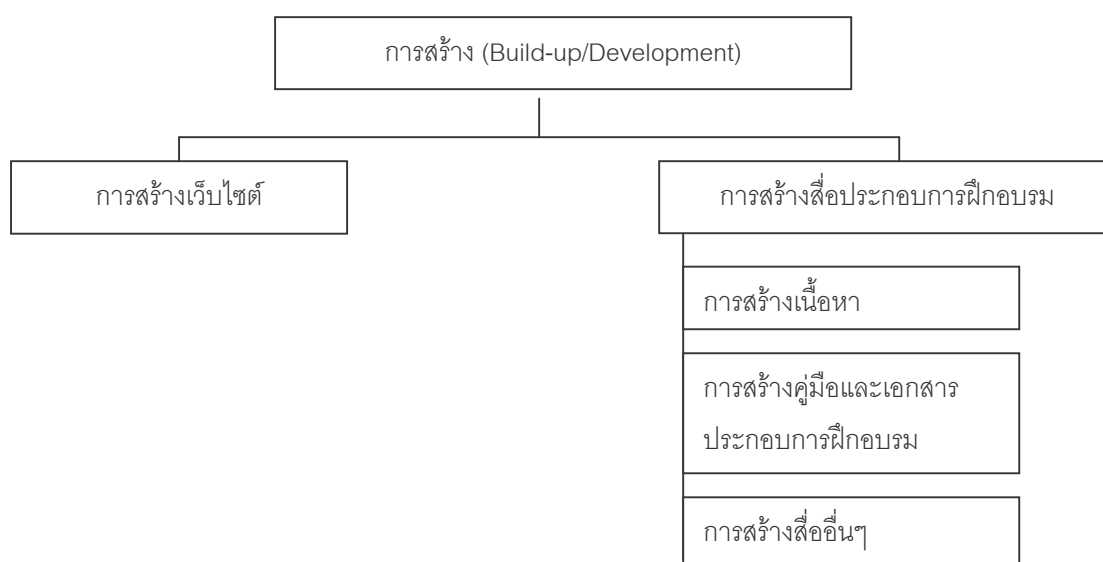 การสร้าง (Build-up/Development)
การสร้างเว็บไซต์
การสร้างสื่อประกอบการฝึกอบรม
การสร้างเนื้อหา
การสร้างคู่มือและเอกสาร
ประกอบการฝึกอบรม
การสร้างสื่ออื่นๆ